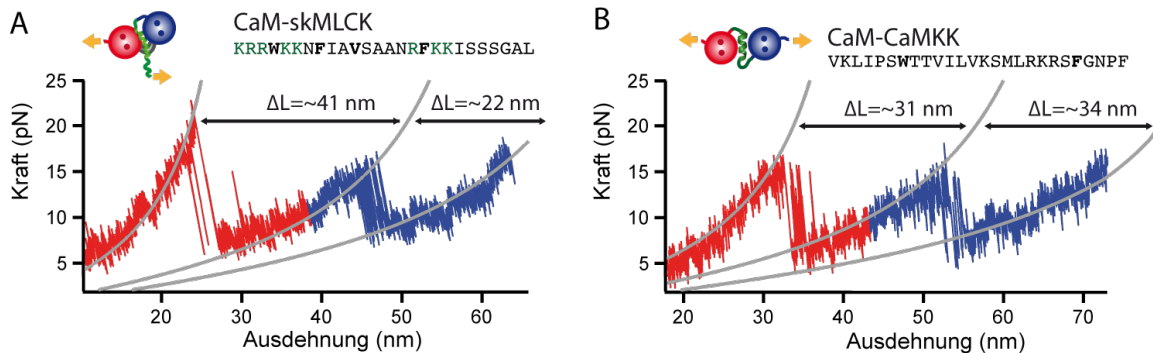 A
CaM-skMLCK
KRRWKKNFIAVSAANRFKKISSSGAL
25
20
15
10
5
Kraft (pN)
ΔL=~41 nm
ΔL=~22 nm
20
30
40
50
60
Ausdehnung (nm)
B
CaM-CaMKK
VKLIPSWTTVILVKSMLRKRSFGNPF
25
20
15
10
5
Kraft (pN)
ΔL=~31 nm
ΔL=~34 nm
20
30
40
50
60
70
Ausdehnung (nm)